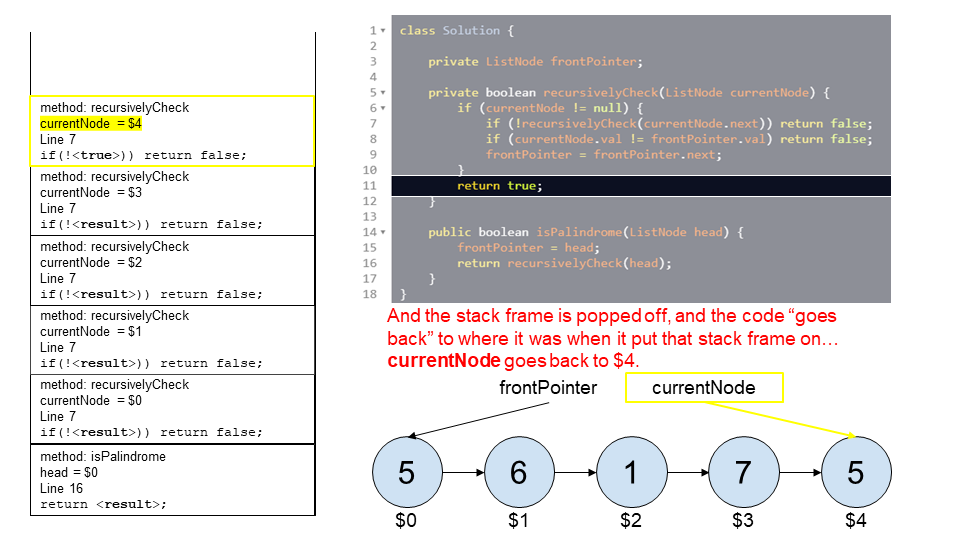 method: recursivelyCheck
currentNode = $4
Line 7
if(!<true>)) return false;
method: recursivelyCheck
currentNode = $3
Line 7
if(!<result>)) return false;
method: recursivelyCheck
currentNode = $2
Line 7
if(!<result>)) return false;
method: recursivelyCheck
currentNode = $1
Line 7
if(!<result>)) return false;
method: recursivelyCheck
currentNode = $0
Line 7
if(!<result>)) return false;
method: isPalindrome
head = $0
Line 16
return <result>;
1 class Solution {
2
3 private ListNode frontPointer;
4
5 private boolean recursivelyCheck(ListNode currentNode) {
6 if (currentNode != null) {
7 if (!recursivelyCheck(currentNode.next)) return false;
8 if (currentNode.val != frontPointer.val) return false;
9 frontPointer = frontPointer.next;
10 }
11 return true;
12 }
13
14 public boolean isPalindrome(ListNode head) {
15 frontPointer = head;
16 return recursivelyCheck(head);
17 }
18 }
And the stack frame is popped off, and the code “goes
back” to where it was when it put that stack frame on…
currentNode goes back to $4.
frontPointer currentNode
5 6 1 7 5
$0 $1 $2 $3 $4